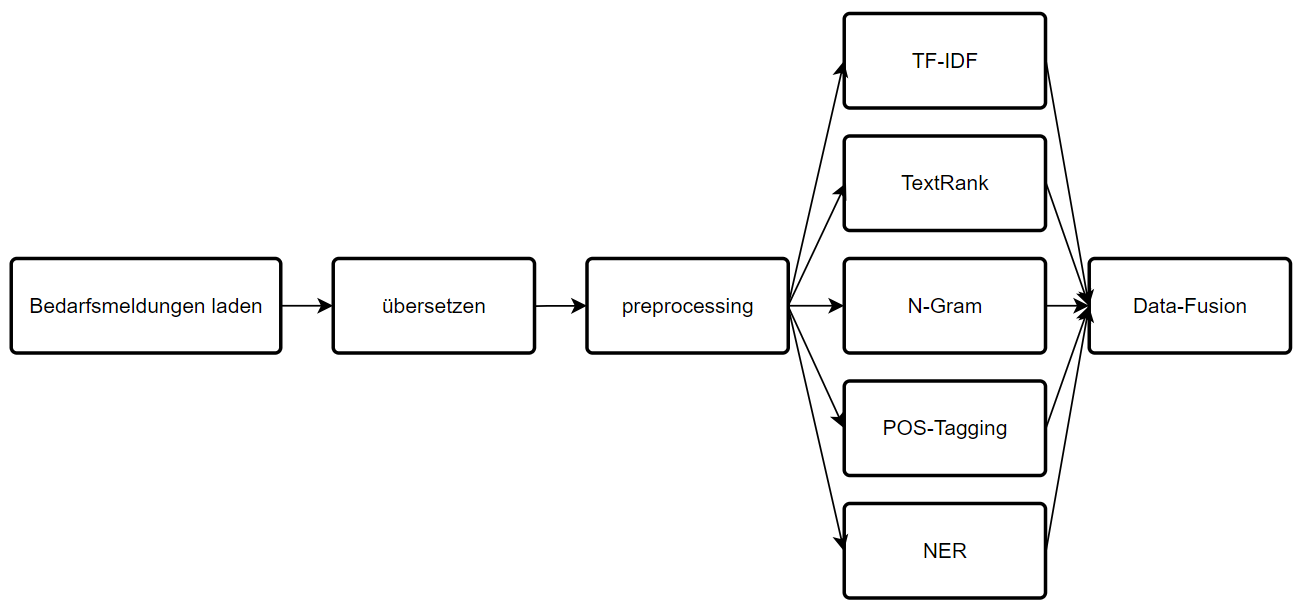 Bedarfsmeldungen laden
übersetzen
preprocessing
TF-IDF
TextRank
N-Gram
POS-Tagging
NER
Data-Fusion